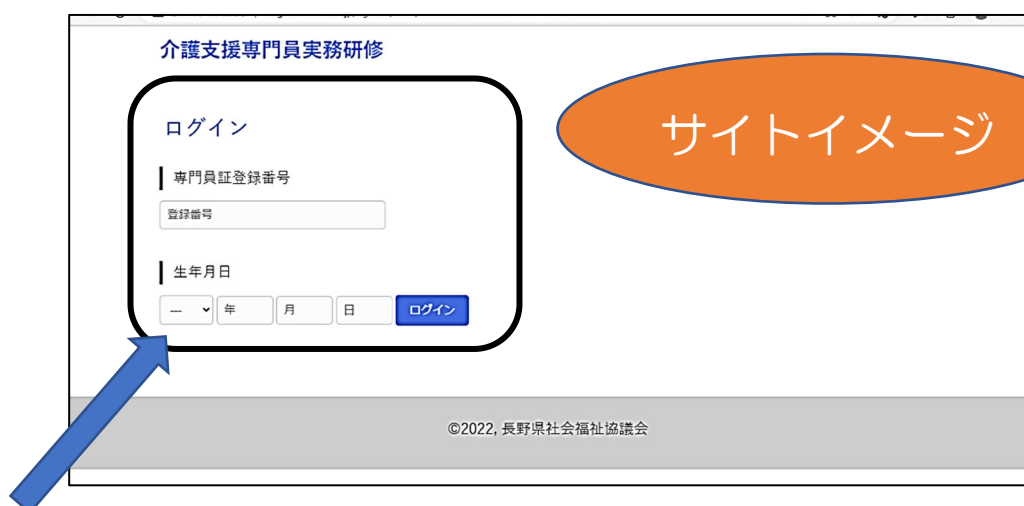 介護支援専門員実務研修
サイトイメージ
ログイン
専門員証登録番号
登録番号
生年月日
--- 年 月 日 ログイン
©2022, 長野県社会福祉協議会